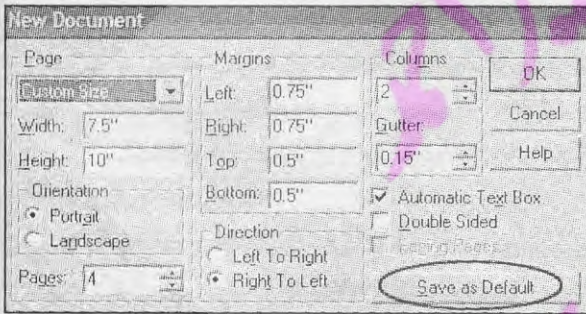 New Document
Page
Custom Size
Width: 7.5"
Height: 10"
Orientation
Portrait
Landscape
Pages: 4
Margins
Left: 0.75"
Right: 0.75"
Top: 0.5"
Bottom: 0.5"
Direction
Left To Right
Right To Left
Columns
2
Gutter:
0.15"
Automatic Text Box
Double Sided
Facing Pages
OK
Cancel
Help
Save as Default